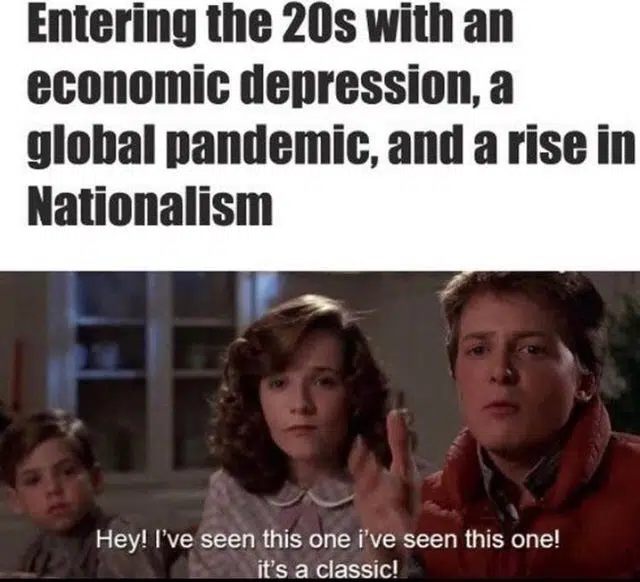 Entering the 20s with an
economic depression, a
global pandemic, and a rise in
Nationalism
Hey! I've seen this one i've seen this one!
it's a classic!